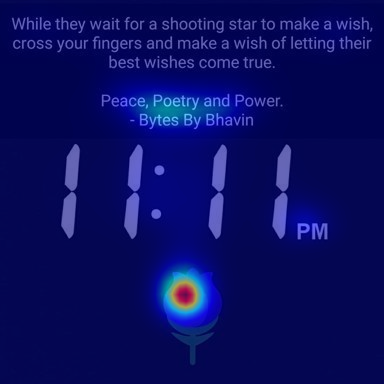 While they wait for a shooting star to make a wish,
cross your fingers and make a wish of letting their
best wishes come true.
Peace, Poetry and Power.
- Bytes By Bhavin
11:11 PM